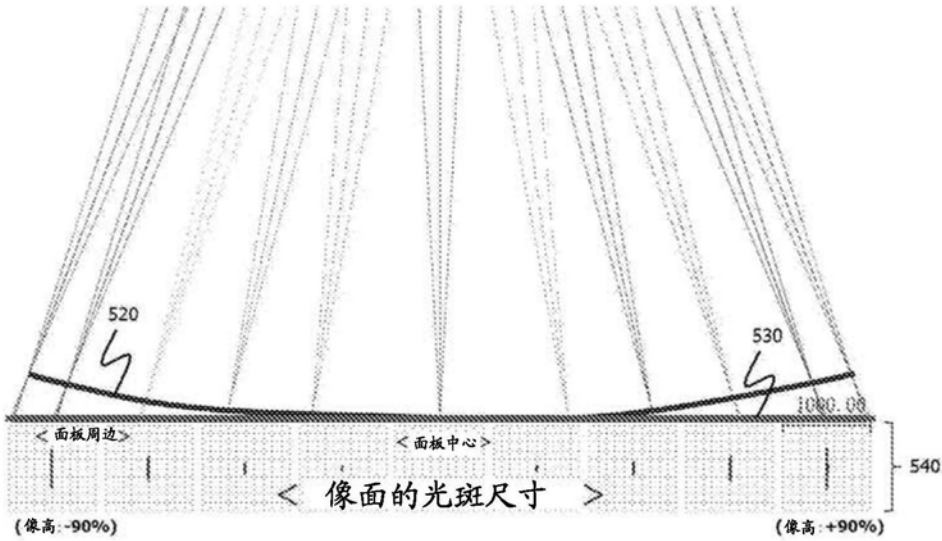 520
530
1000.00
< 面板周边 >
< 面板中心 >
540
< 像面的光斑尺寸 >
(像高:-90%)
(像高:+90%)